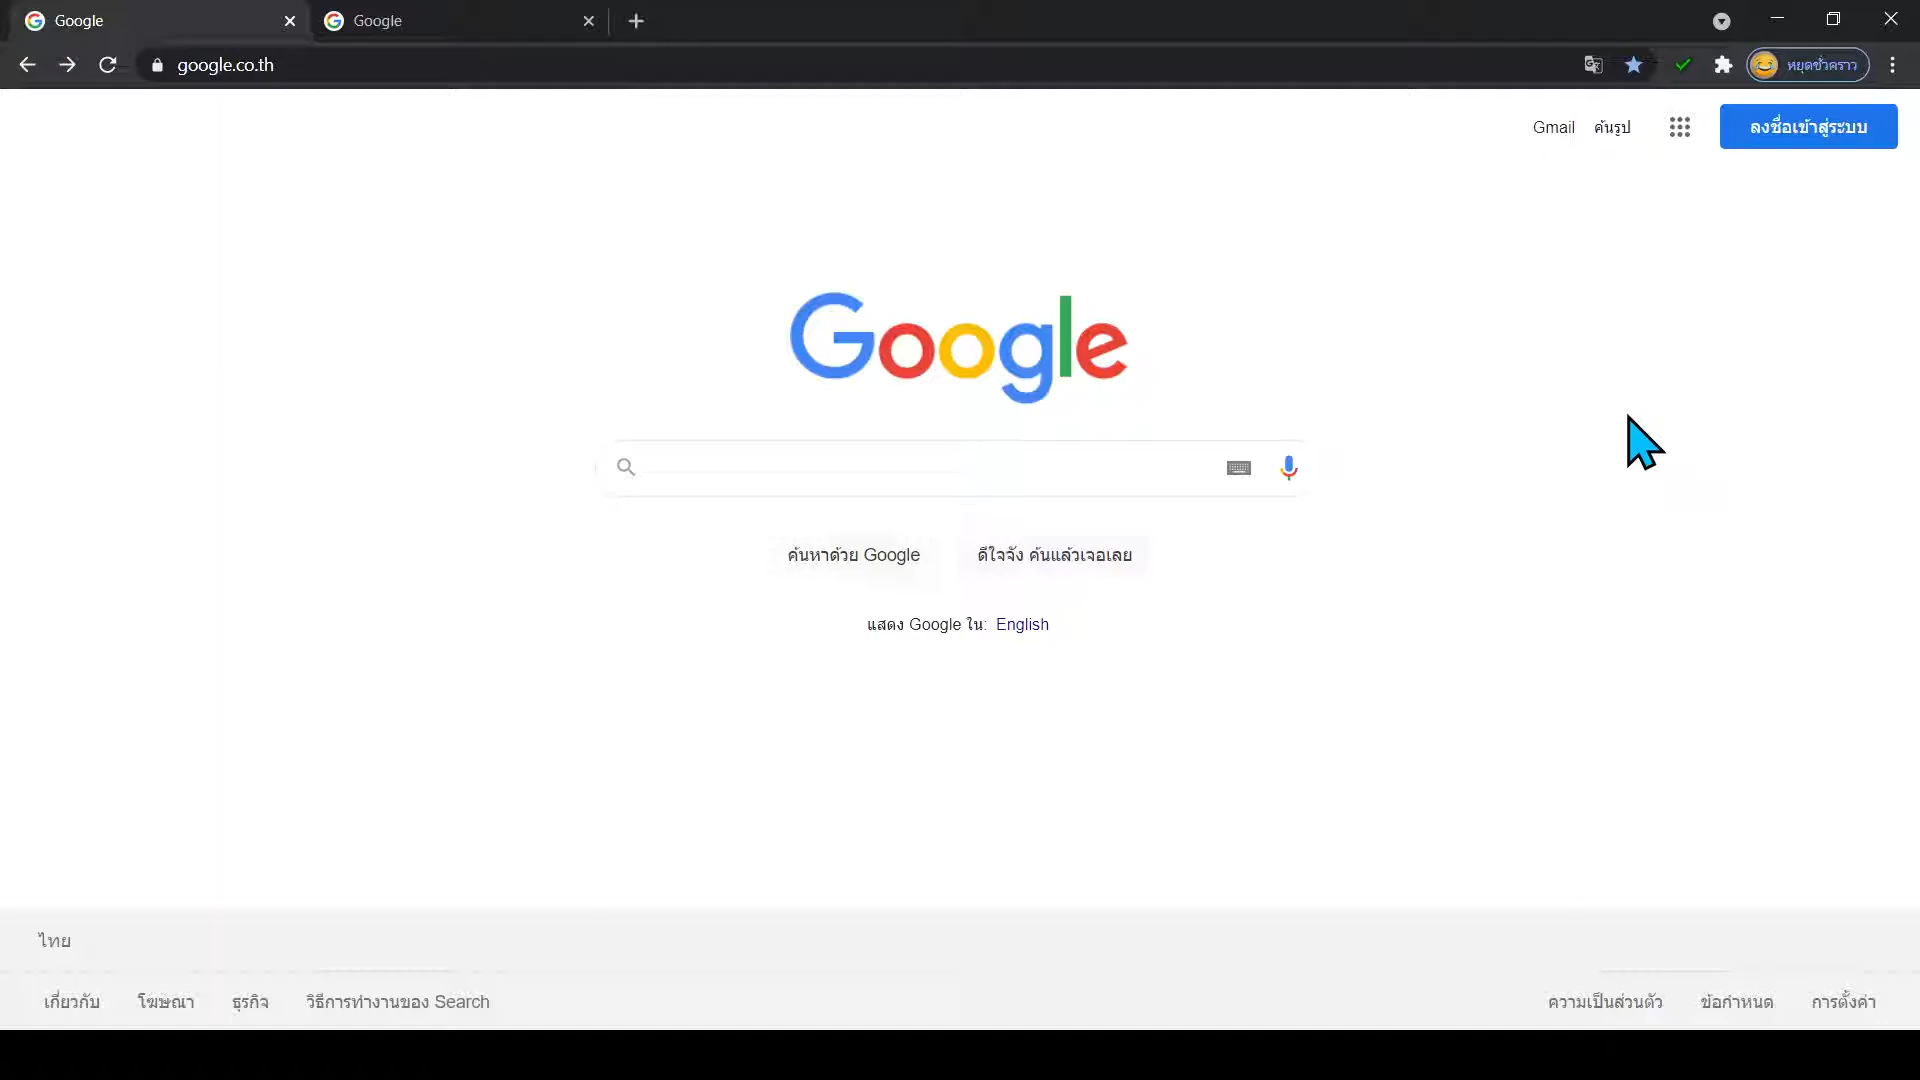 Google
Google
google.co.th
หยุดชั่วคราว
Gmail
ค้นรูป
ลงชื่อเข้าสู่ระบบ
Google
ค้นหาด้วย Google
ดีใจจัง ค้นแล้วเจอเลย
แสดง Google ใน: English
ไทย
เกี่ยวกับ
โฆษณา
ธุรกิจ
วิธีการทำงานของ Search
ความเป็นส่วนตัว
ข้อกำหนด
การตั้งค่า